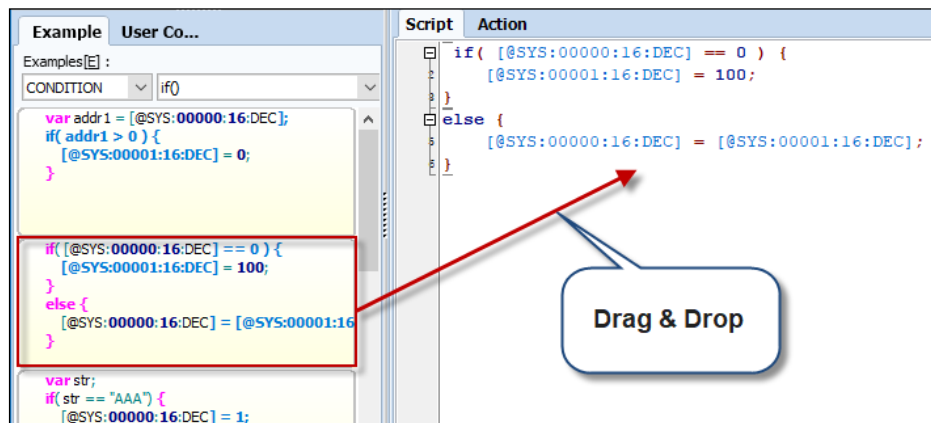 Example User Co...
Examples[E] :
CONDITION if()
var addr1 = [@SYS:00000:16:DEC];
if( addr1 > 0 ) {
[@SYS:00001:16:DEC] = 0;
}
if( [@SYS:00000:16:DEC] == 0 ) {
[@SYS:00001:16:DEC] = 100;
}
else {
[@SYS:00000:16:DEC] = [@SYS:00001:16
}
var str;
if( str == "AAA") {
[@SYS:00000:16:DEC] = 1;
Script Action
if( [@SYS:00000:16:DEC] == 0 ) {
[@SYS:00001:16:DEC] = 100;
}
else {
[@SYS:00000:16:DEC] = [@SYS:00001:16:DEC];
}
Drag & Drop